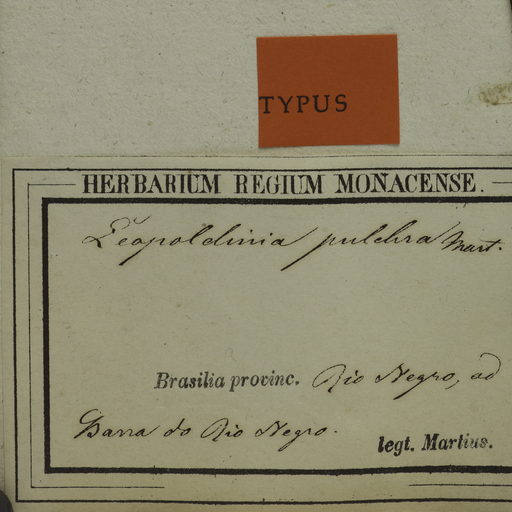 TYPUS
HERBARIUM REGIUM MONACENSE.
Leopoldinia pulchra Mart.
Brasilia provinc. Rio Negro, ad
Barra do Rio Negro.
legt. Martius.